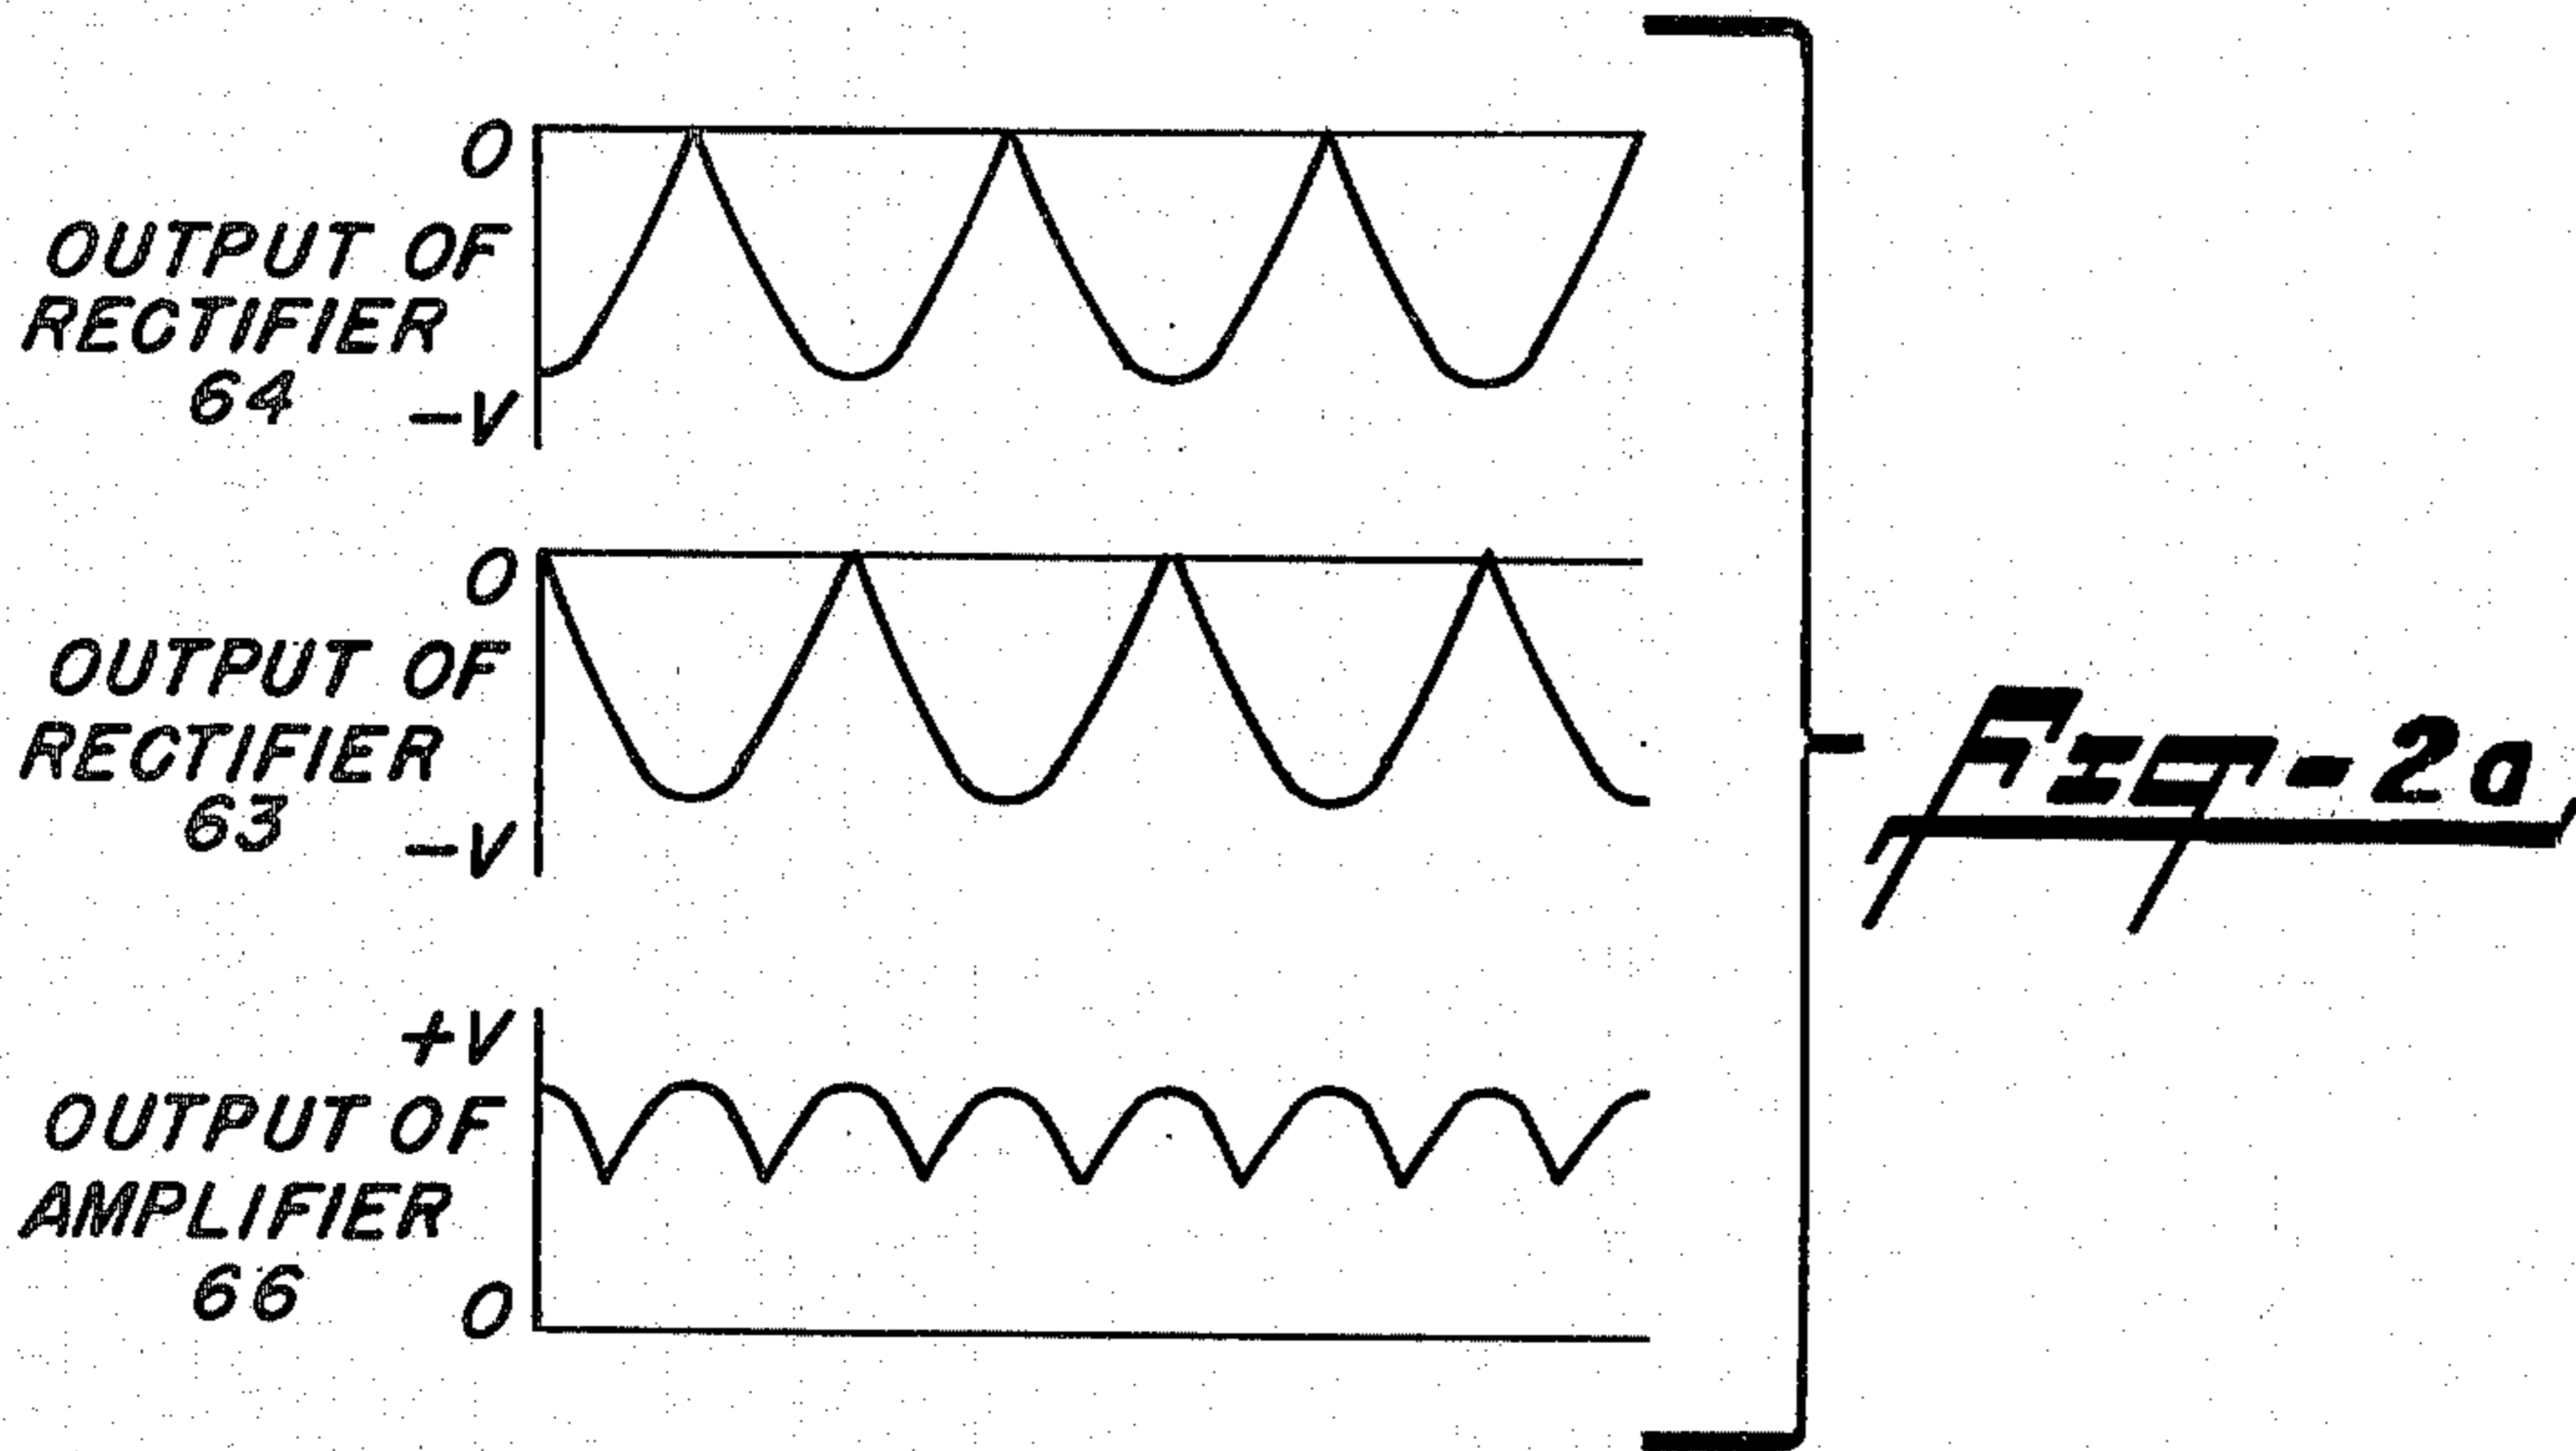 0
OUTPUT OF
RECTIFIER
64
-V
0
OUTPUT OF
RECTIFIER
63
-V
+V
OUTPUT OF
AMPLIFIER
66
0
Fig-2a